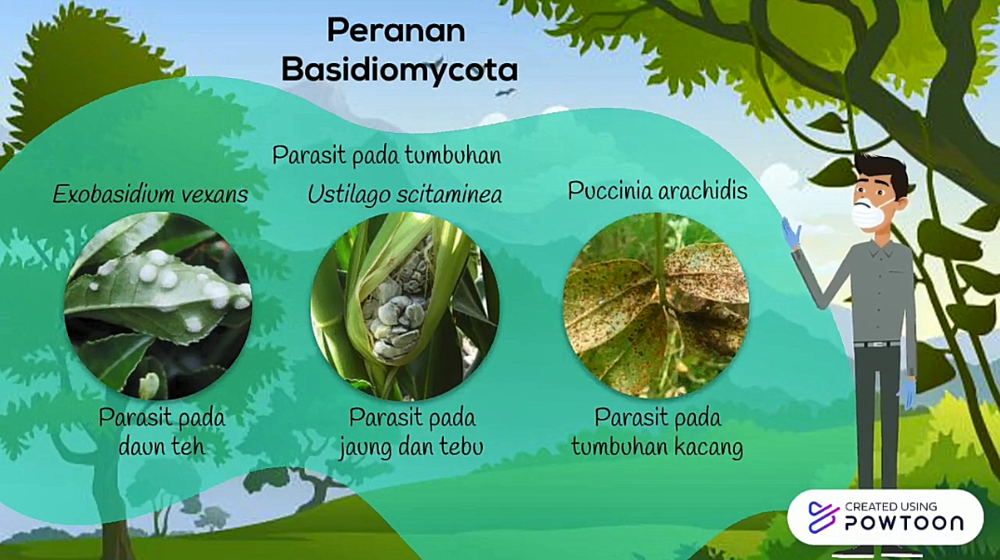 Peranan
Basidiomycota
Parasit pada tumbuhan
Exobasidium vexans
Ustilago scitaminea
Puccinia arachidis
Parasit pada
daun teh
Parasit pada
jaung dan tebu
Parasit pada
tumbuhan kacang
CREATED USING
POWTOON